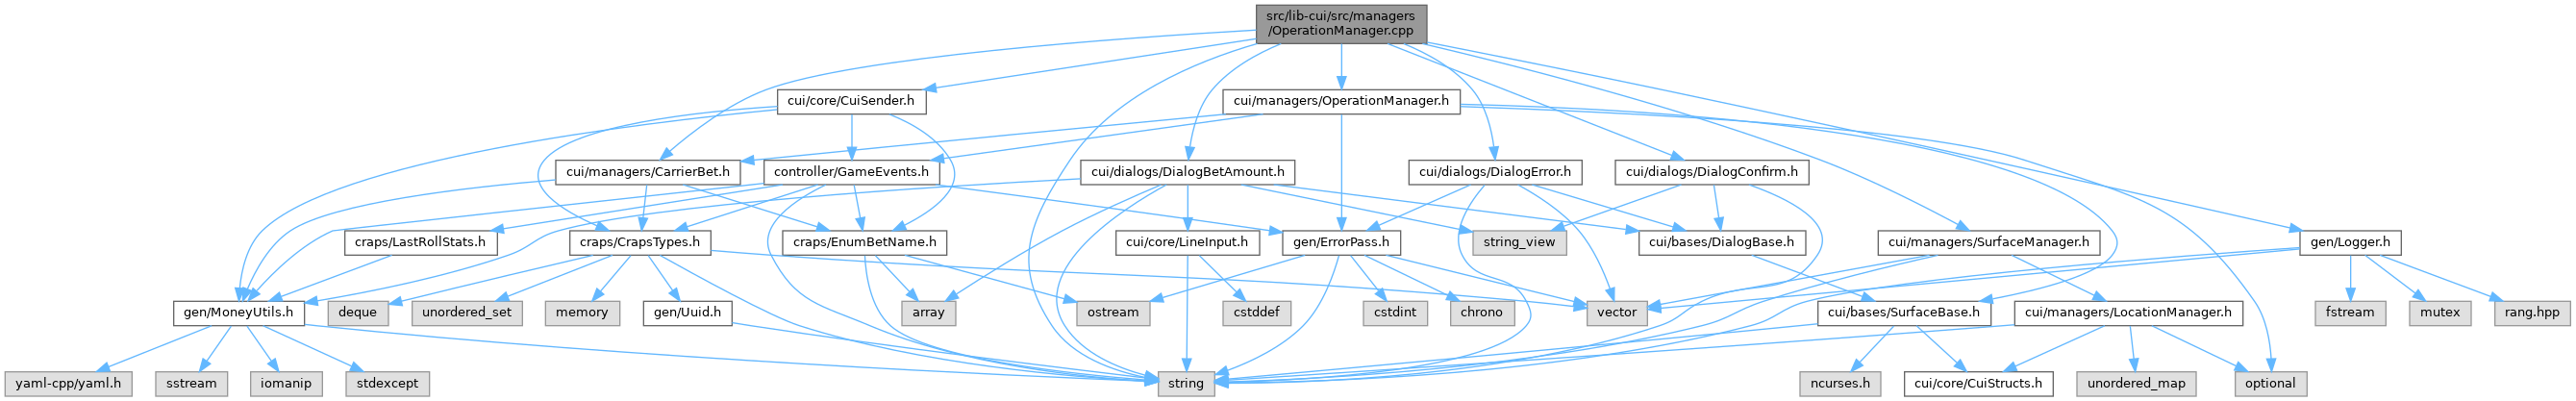 src/lib-cui/src/managers
/OperationManager.cpp
cui/core/CuiSender.h
cui/managers/OperationManager.h
cui/managers/CarrierBet.h
controller/GameEvents.h
cui/dialogs/DialogBetAmount.h
cui/dialogs/DialogError.h
cui/dialogs/DialogConfirm.h
craps/LastRollStats.h
craps/CrapsTypes.h
craps/EnumBetName.h
cui/core/LineInput.h
gen/ErrorPass.h
string_view
cui/bases/DialogBase.h
cui/managers/SurfaceManager.h
gen/Logger.h
gen/MoneyUtils.h
deque
unordered_set
memory
gen/Uuid.h
array
ostream
cstddef
cstdint
chrono
vector
cui/bases/SurfaceBase.h
cui/managers/LocationManager.h
fstream
mutex
rang.hpp
yaml-cpp/yaml.h
sstream
iomanip
stdexcept
string
ncurses.h
cui/core/CuiStructs.h
unordered_map
optional